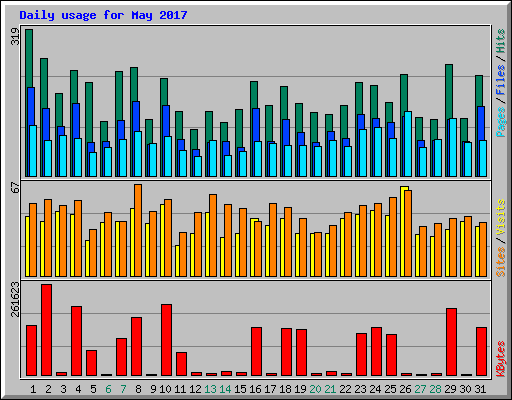 Daily usage for May 2017
319
Pages / Files / Hits
67
Sites / Visits
261623
KBytes
1 2 3 4 5 6 7 8 9 10 11 12 13 14 15 16 17 18 19 20 21 22 23 24 25 26 27 28 29 30 31